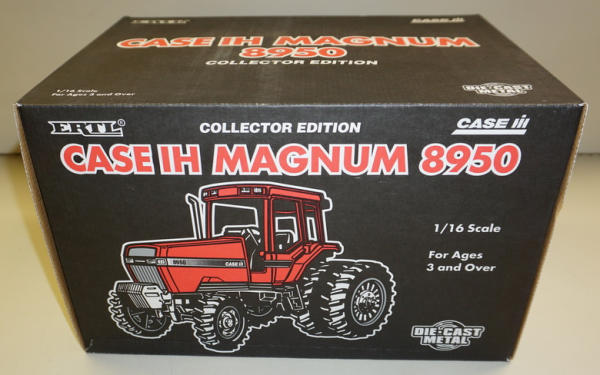 ERTL
CASE IH
CASE IH MAGNUM
8950
COLLECTOR EDITION
1/16 Scale
For Ages 3 and Over
DIE-CAST
METAL
ERTL®
COLLECTOR EDITION
CASE IH
CASE IH MAGNUM 8950
1/16 Scale
For Ages
3 and Over
8950
CASE IH
DIE-CAST
METAL